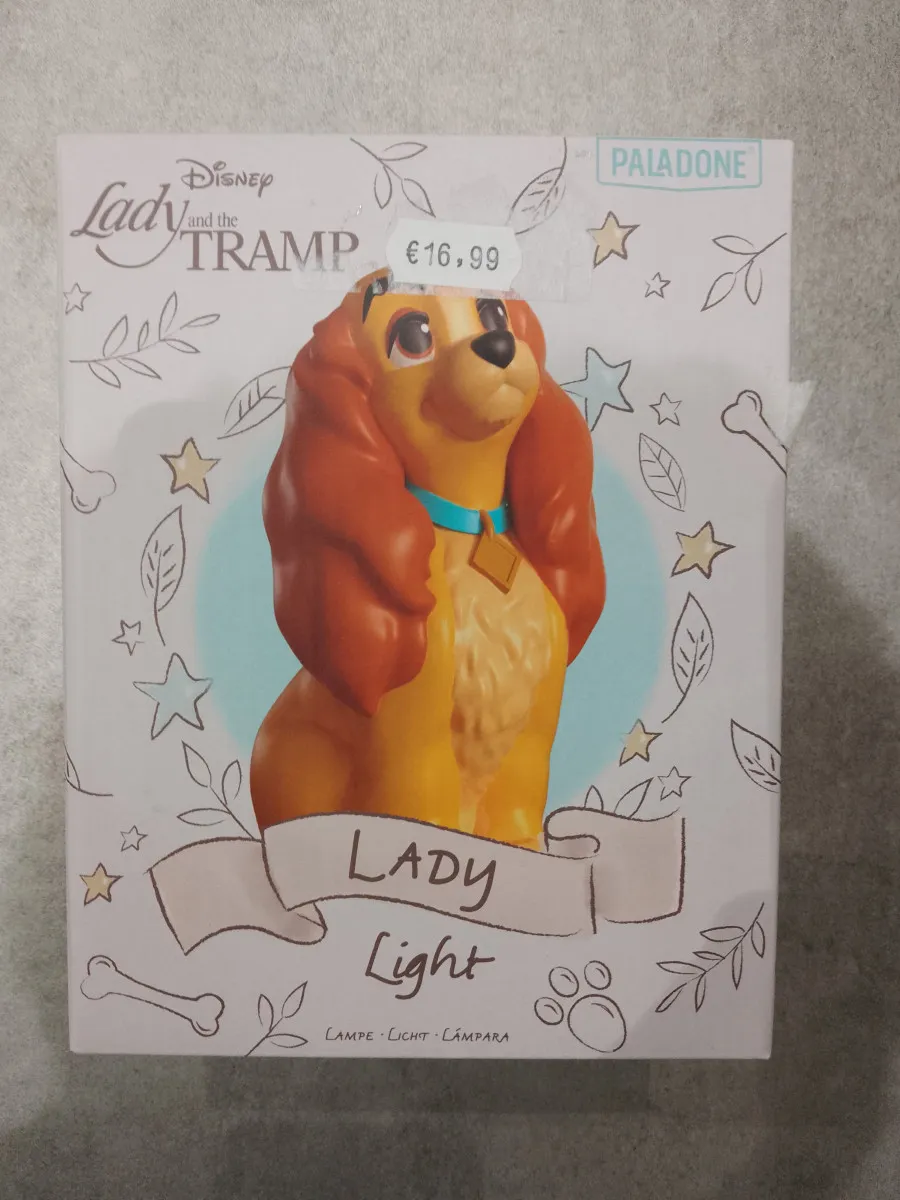 Disney
Lady and the
TRAMP
PALADONE
€16,99
LADY
Light
LAMPE · LICHT · LÁMPARA